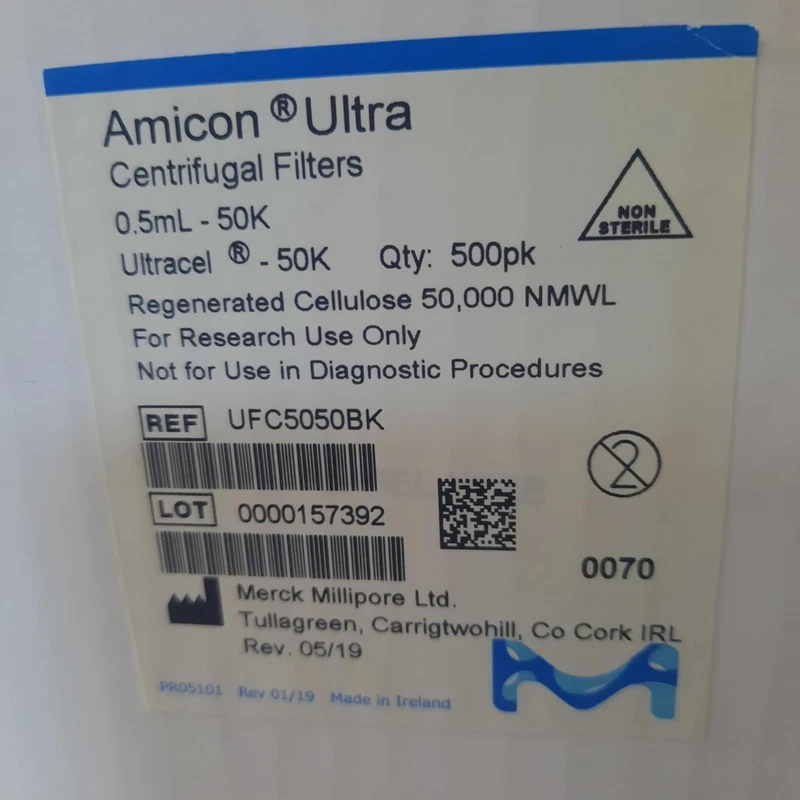 Amicon ® Ultra
Centrifugal Filters
0.5mL - 50K
Ultracel ® - 50K Qty: 500pk
NON
STERILE
Regenerated Cellulose 50,000 NMWL
For Research Use Only
Not for Use in Diagnostic Procedures
REF UFC5050BK
2
LOT 0000157392
0070
Merck Millipore Ltd.
Tullagreen, Carrigtwohill, Co Cork IRL
Rev. 05/19
PR05101 Rev 01/19 Made in Ireland